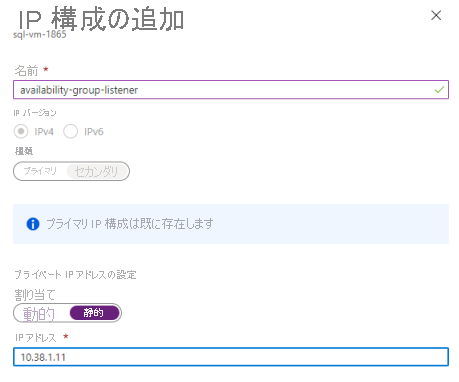 IP 構成の追加
sql-vm-1865
名前 *
availability-group-listener
IP バージョン
IPv4 IPv6
種類
プライマリ セカンダリ
プライマリ IP 構成は既に存在します
プライベート IP アドレスの設定
割り当て
動的 静的
IP アドレス *
10.38.1.11